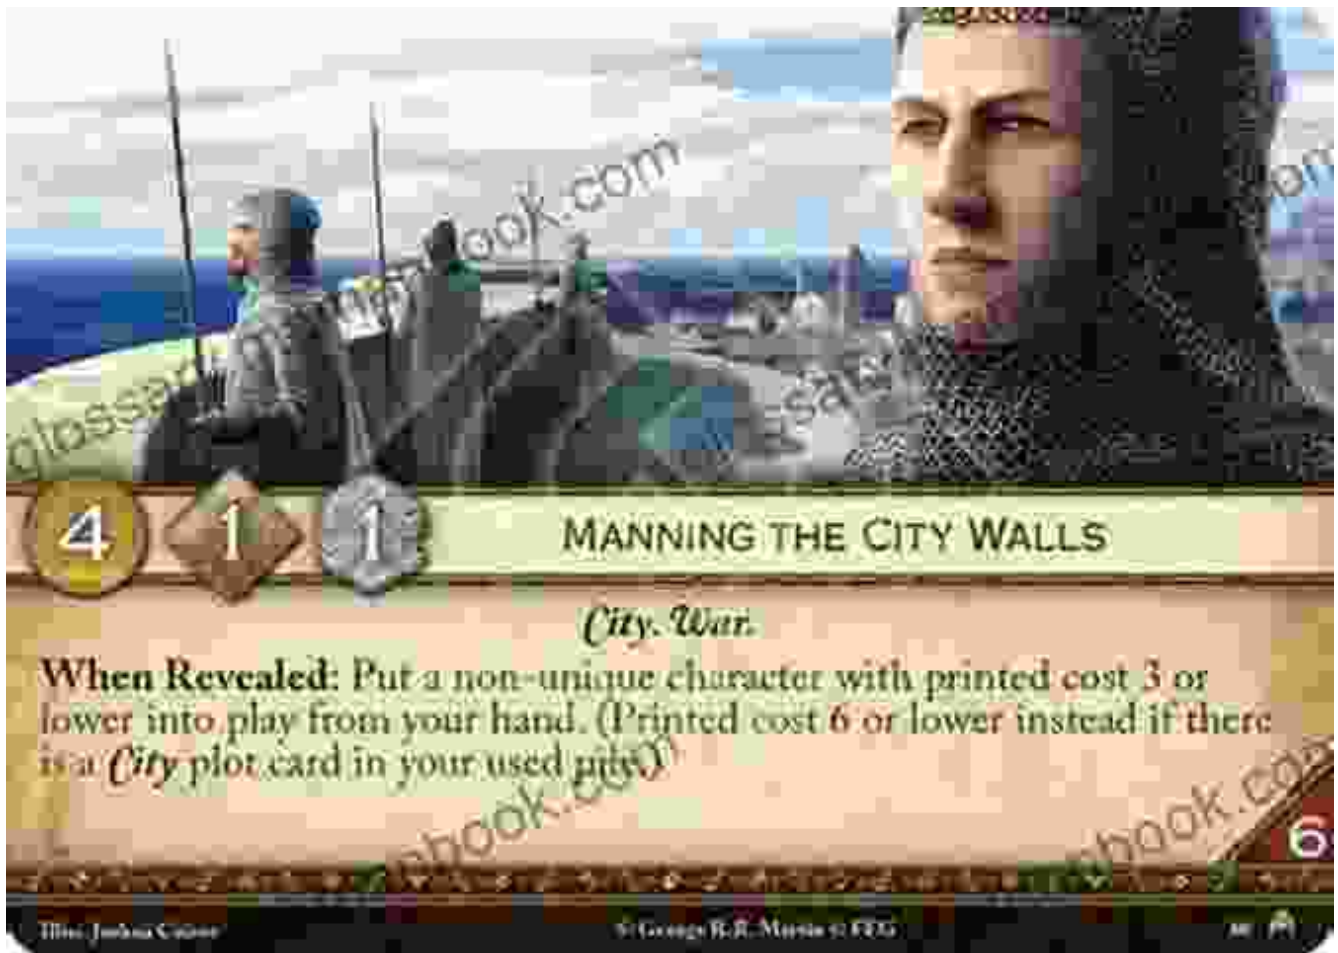 4 1 1 MANNING THE CITY WALLS
City. War.
When Revealed: Put a non-unique character with printed cost 3 or
lower into play from your hand. (Printed cost 6 or lower instead if there
is a City plot card in your used pile.)
6
Illus. Joshua
© George R.R. Martin © FFG